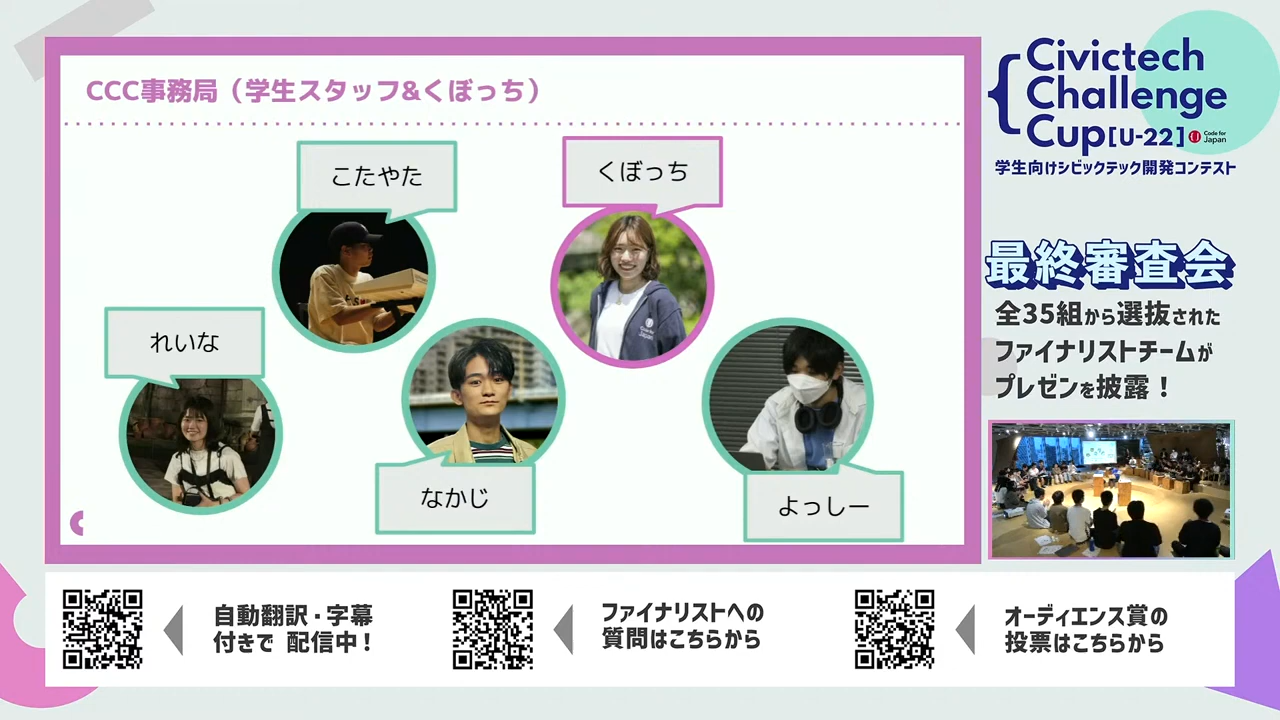 CCC事務局（学生スタッフ&くぼっち）
こたやた
くぼっち
れいな
なかじ
よっしー
Civictech
Challenge
Cup[U-22]
Code for
Japan
学生向けシビックテック開発コンテスト
最終審査会
全35組から選抜された
ファイナリストチームが
プレゼンを披露！
自動翻訳・字幕
付きで 配信中！
ファイナリストへの
質問はこちらから
オーディエンス賞の
投票はこちらから